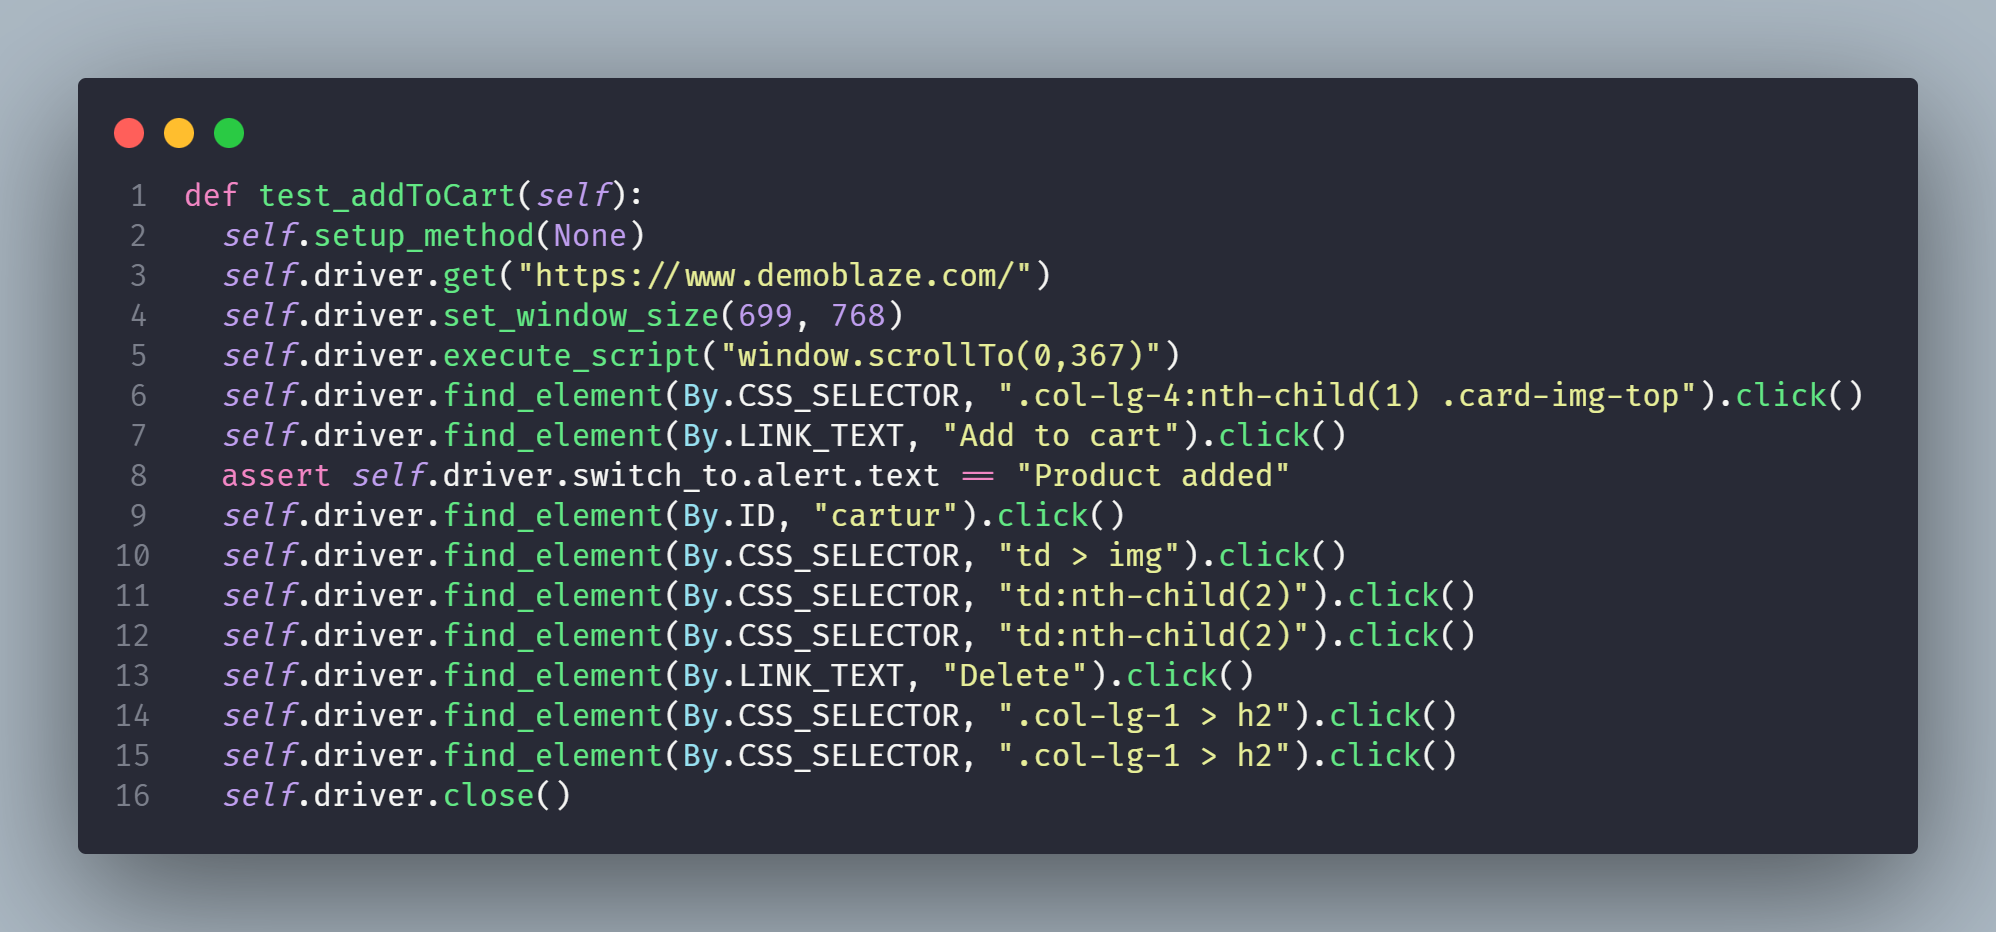 1 def test_addToCart(self):
2   self.setup_method(None)
3   self.driver.get("https://www.demoblaze.com/")
4   self.driver.set_window_size(699, 768)
5   self.driver.execute_script("window.scrollTo(0,367)")
6   self.driver.find_element(By.CSS_SELECTOR, ".col-lg-4:nth-child(1) .card-img-top").click()
7   self.driver.find_element(By.LINK_TEXT, "Add to cart").click()
8   assert self.driver.switch_to.alert.text == "Product added"
9   self.driver.find_element(By.ID, "cartur").click()
10   self.driver.find_element(By.CSS_SELECTOR, "td > img").click()
11   self.driver.find_element(By.CSS_SELECTOR, "td:nth-child(2)").click()
12   self.driver.find_element(By.CSS_SELECTOR, "td:nth-child(2)").click()
13   self.driver.find_element(By.LINK_TEXT, "Delete").click()
14   self.driver.find_element(By.CSS_SELECTOR, ".col-lg-1 > h2").click()
15   self.driver.find_element(By.CSS_SELECTOR, ".col-lg-1 > h2").click()
16   self.driver.close()